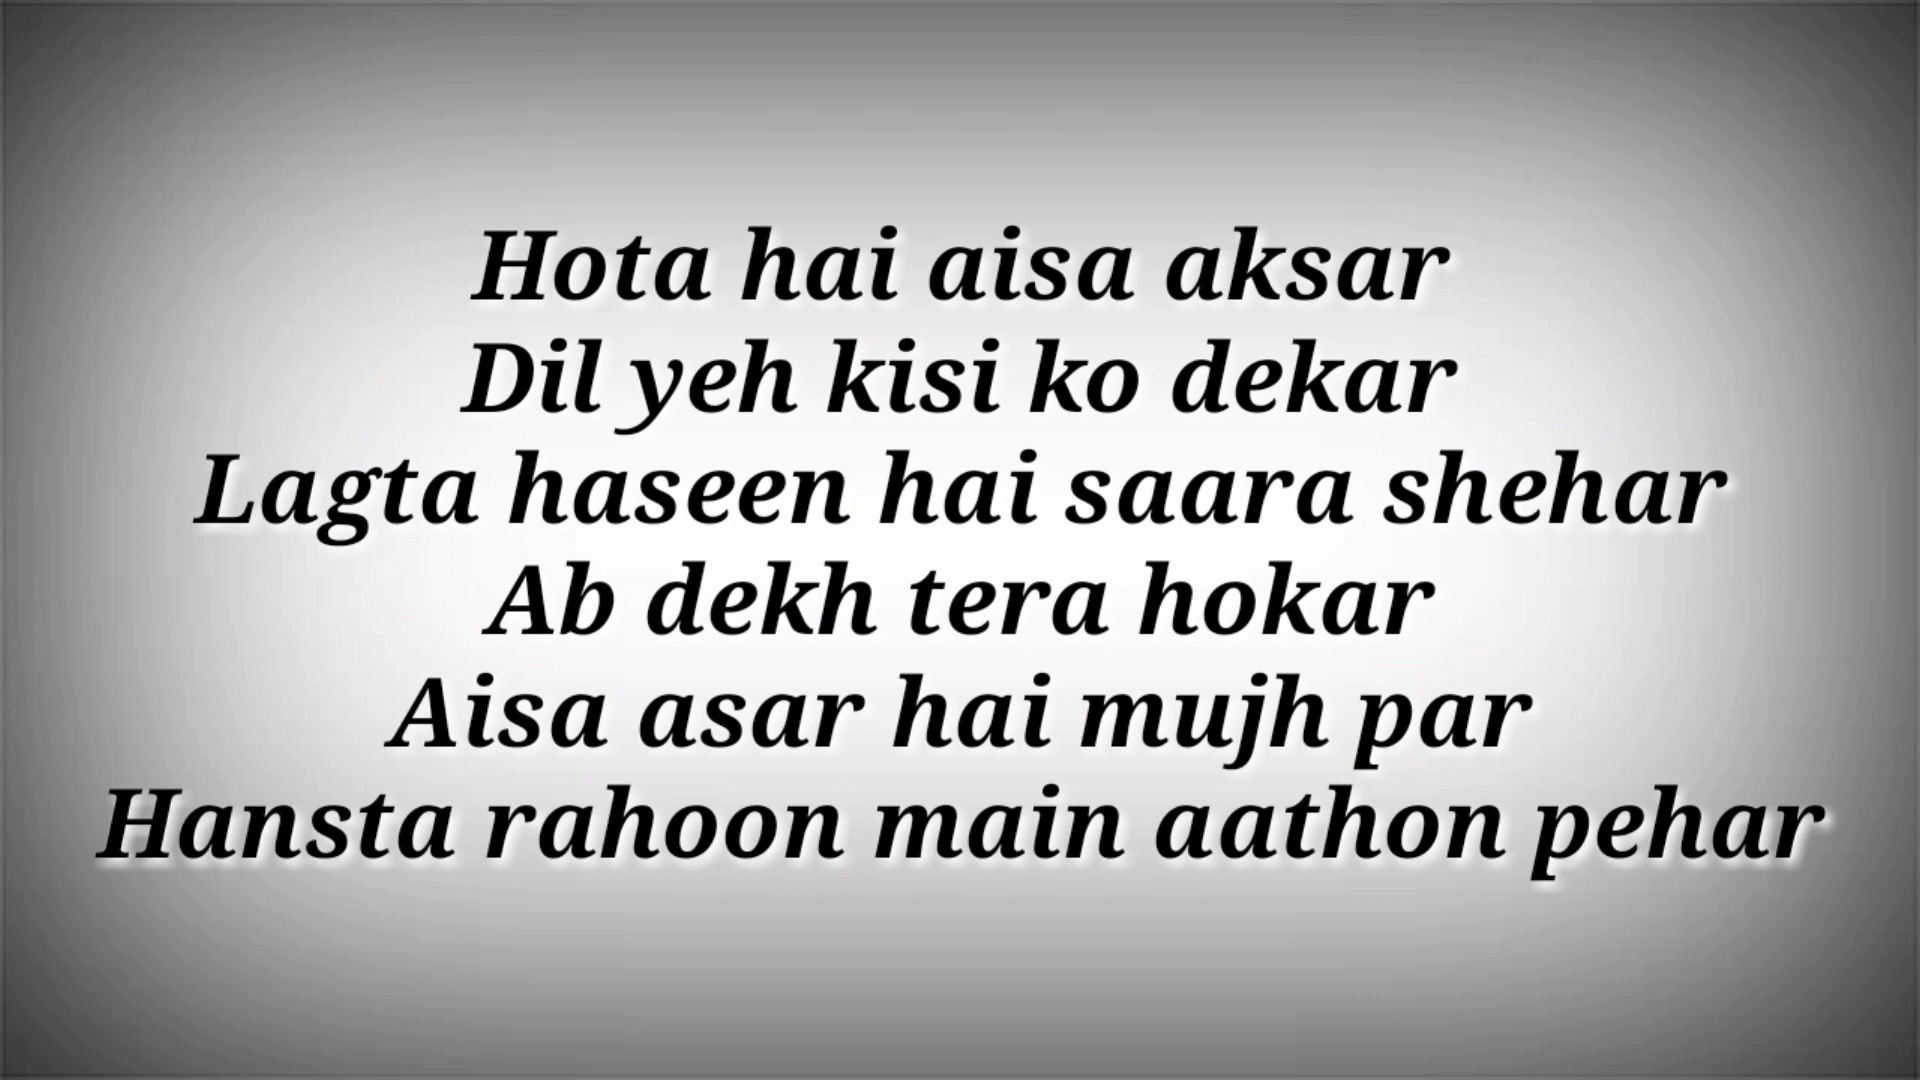 Hota hai aisa aksar
Dil yeh kisi ko dekar
Lagta haseen hai saara shehar
Ab dekh tera hokar
Aisa asar hai mujh par
Hansta rahoon main aathon pehar